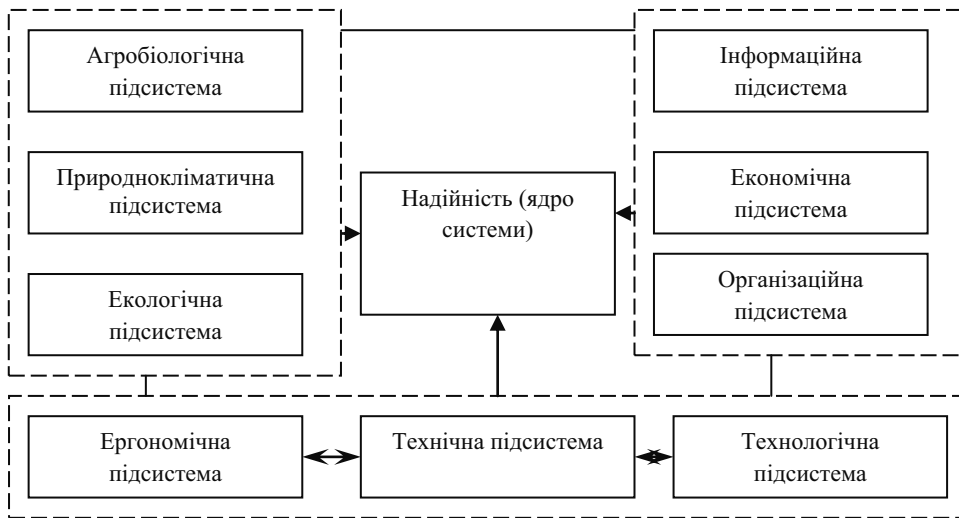 Агробіологічна
підсистема
Природнокліматична
підсистема
Екологічна
підсистема
Надійність (ядро
системи)
Інформаційна
підсистема
Економічна
підсистема
Організаційна
підсистема
Ергономічна
підсистема
Технічна підсистема
Технологічна
підсистема